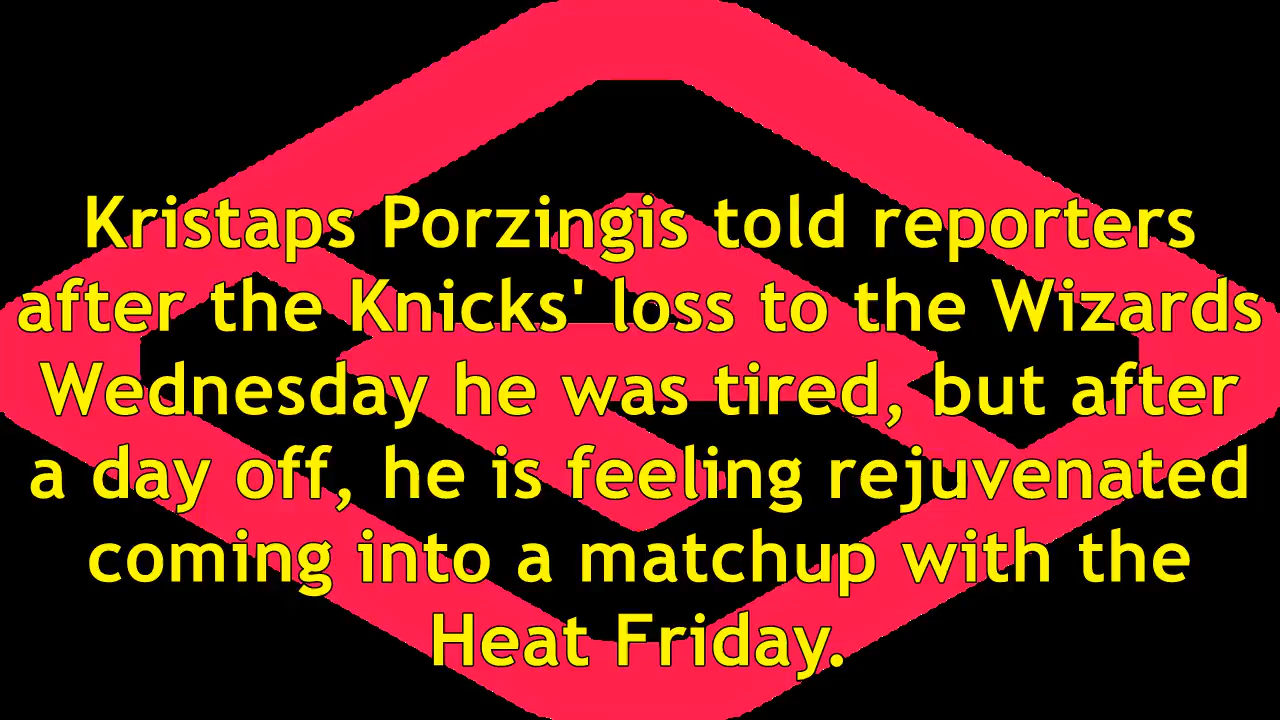 Kristaps Porzingis told reporters
after the Knicks' loss to the Wizards
Wednesday he was tired, but after
a day off, he is feeling rejuvenated
coming into a matchup with the
Heat Friday.